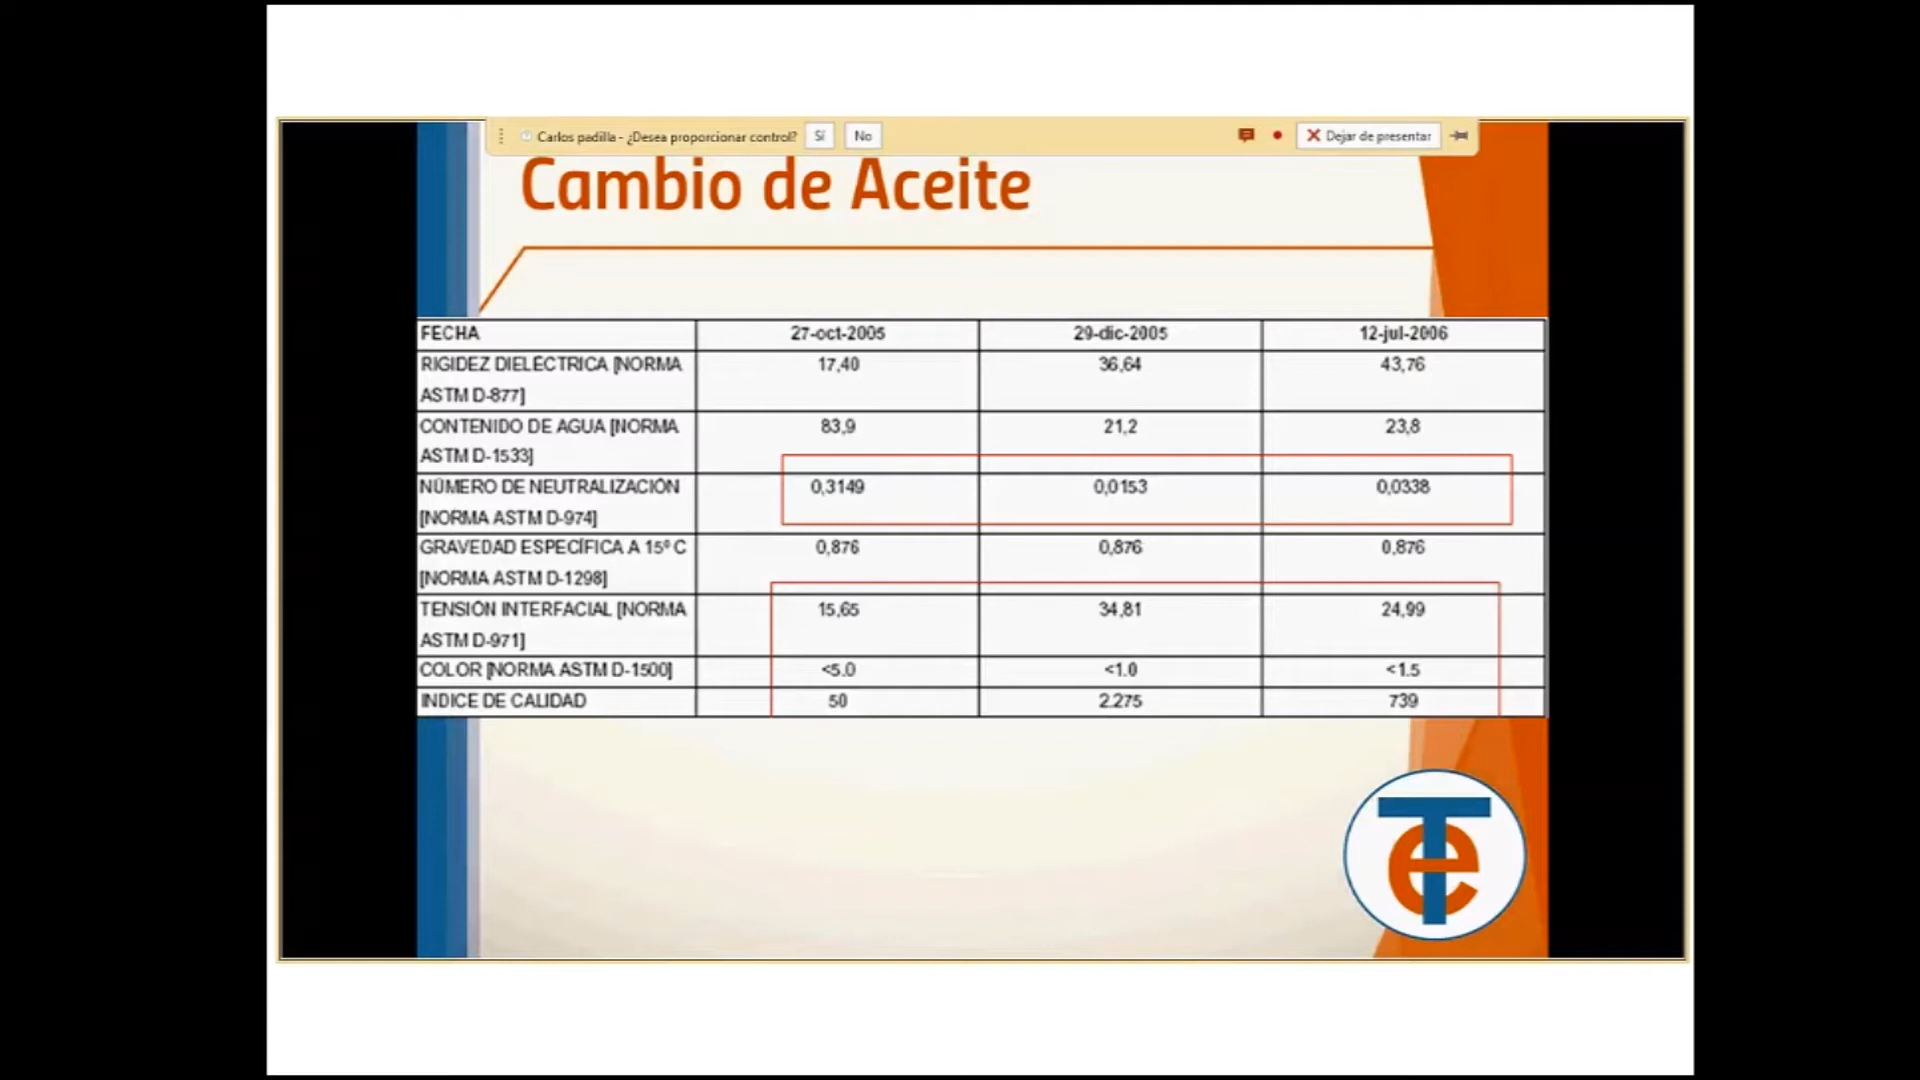 Carlos padilla - ¿Desea proporcionar control? Sí No Dejar de presentar
Cambio de Aceite
FECHA 27-oct-2005 29-dic-2005 12-jul-2006
RIGIDEZ DIELÉCTRICA [NORMA
ASTM D-877] 17,40 36,64 43,76
CONTENIDO DE AGUA [NORMA
ASTM D-1533] 83,9 21,2 23,8
NÚMERO DE NEUTRALIZACIÓN
[NORMA ASTM D-974] 0,3149 0,0153 0,0338
GRAVEDAD ESPECÍFICA A 15º C
[NORMA ASTM D-1298] 0,876 0,876 0,876
TENSIÓN INTERFACIAL [NORMA
ASTM D-971] 15,65 34,81 24,99
COLOR [NORMA ASTM D-1500] <5.0 <1.0 <1.5
INDICE DE CALIDAD 50 2.275 739
Te